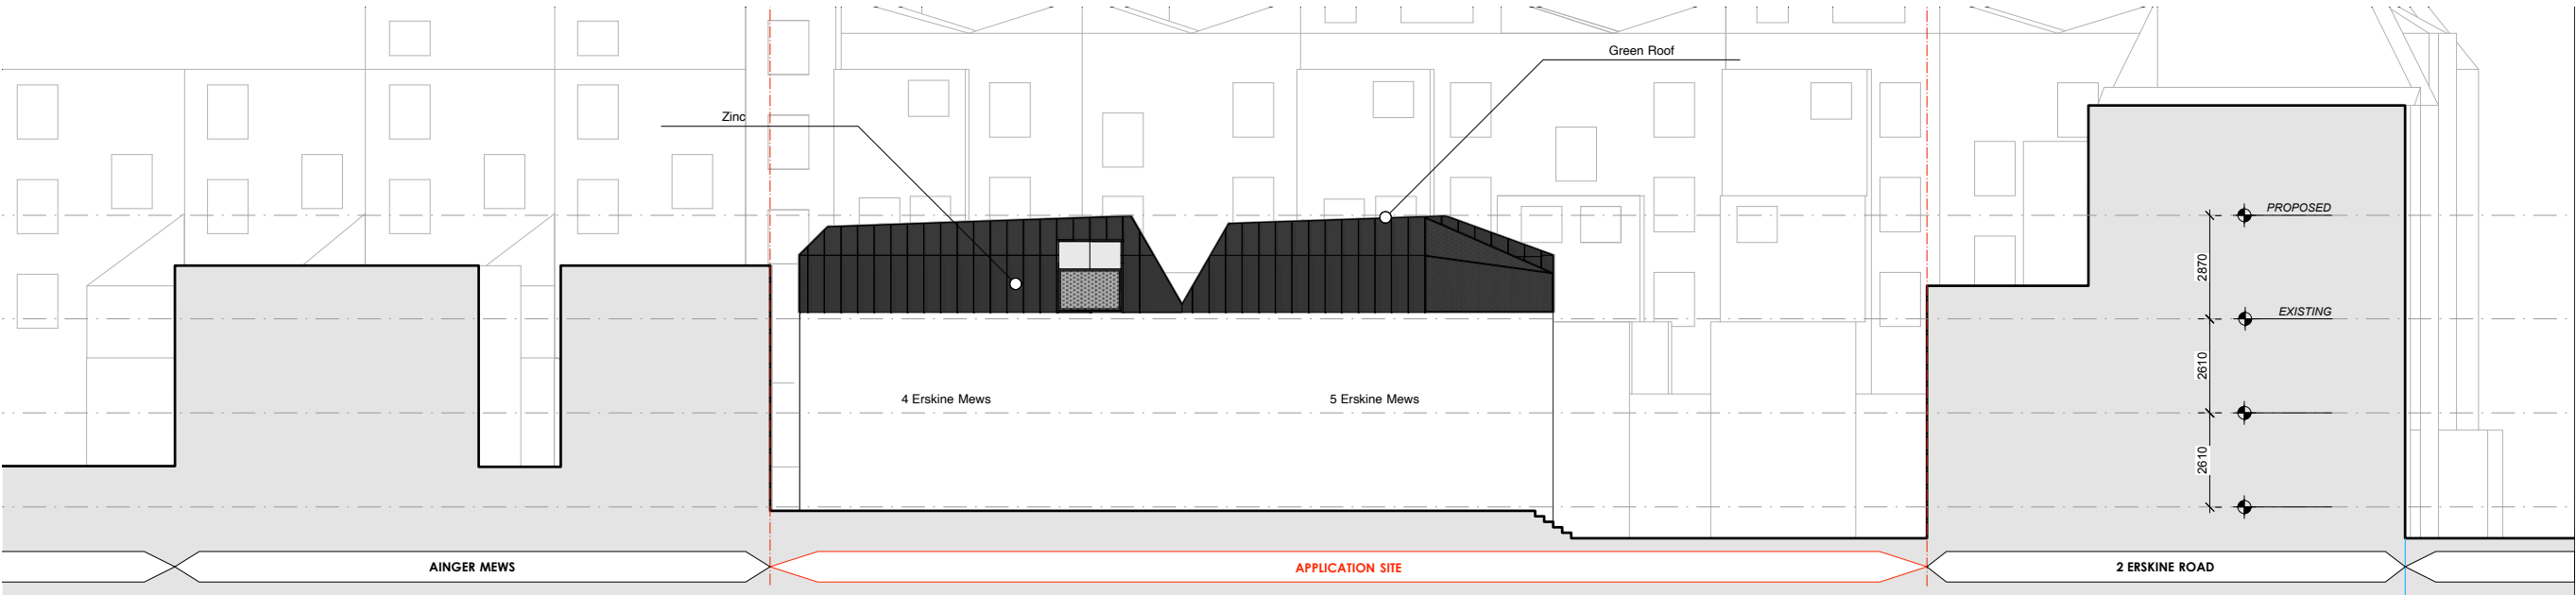 Green Roof
Zinc
PROPOSED
2870
EXISTING
2610
4 Erskine Mews
5 Erskine Mews
2610
AINGER MEWS
APPLICATION SITE
2 ERSKINE ROAD